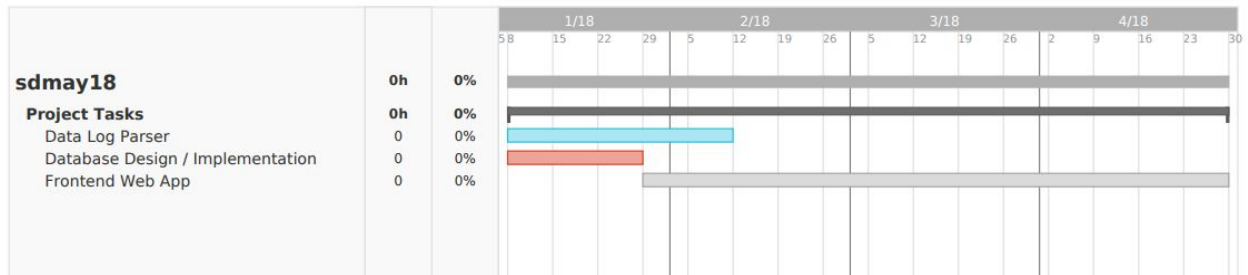 1/18 2/18 3/18 4/18
5 8 15 22 29 5 12 19 26 5 12 19 26 2 9 16 23 30
sdmay18 0h 0%
Project Tasks 0h 0%
Data Log Parser 0 0%
Database Design / Implementation 0 0%
Frontend Web App 0 0%